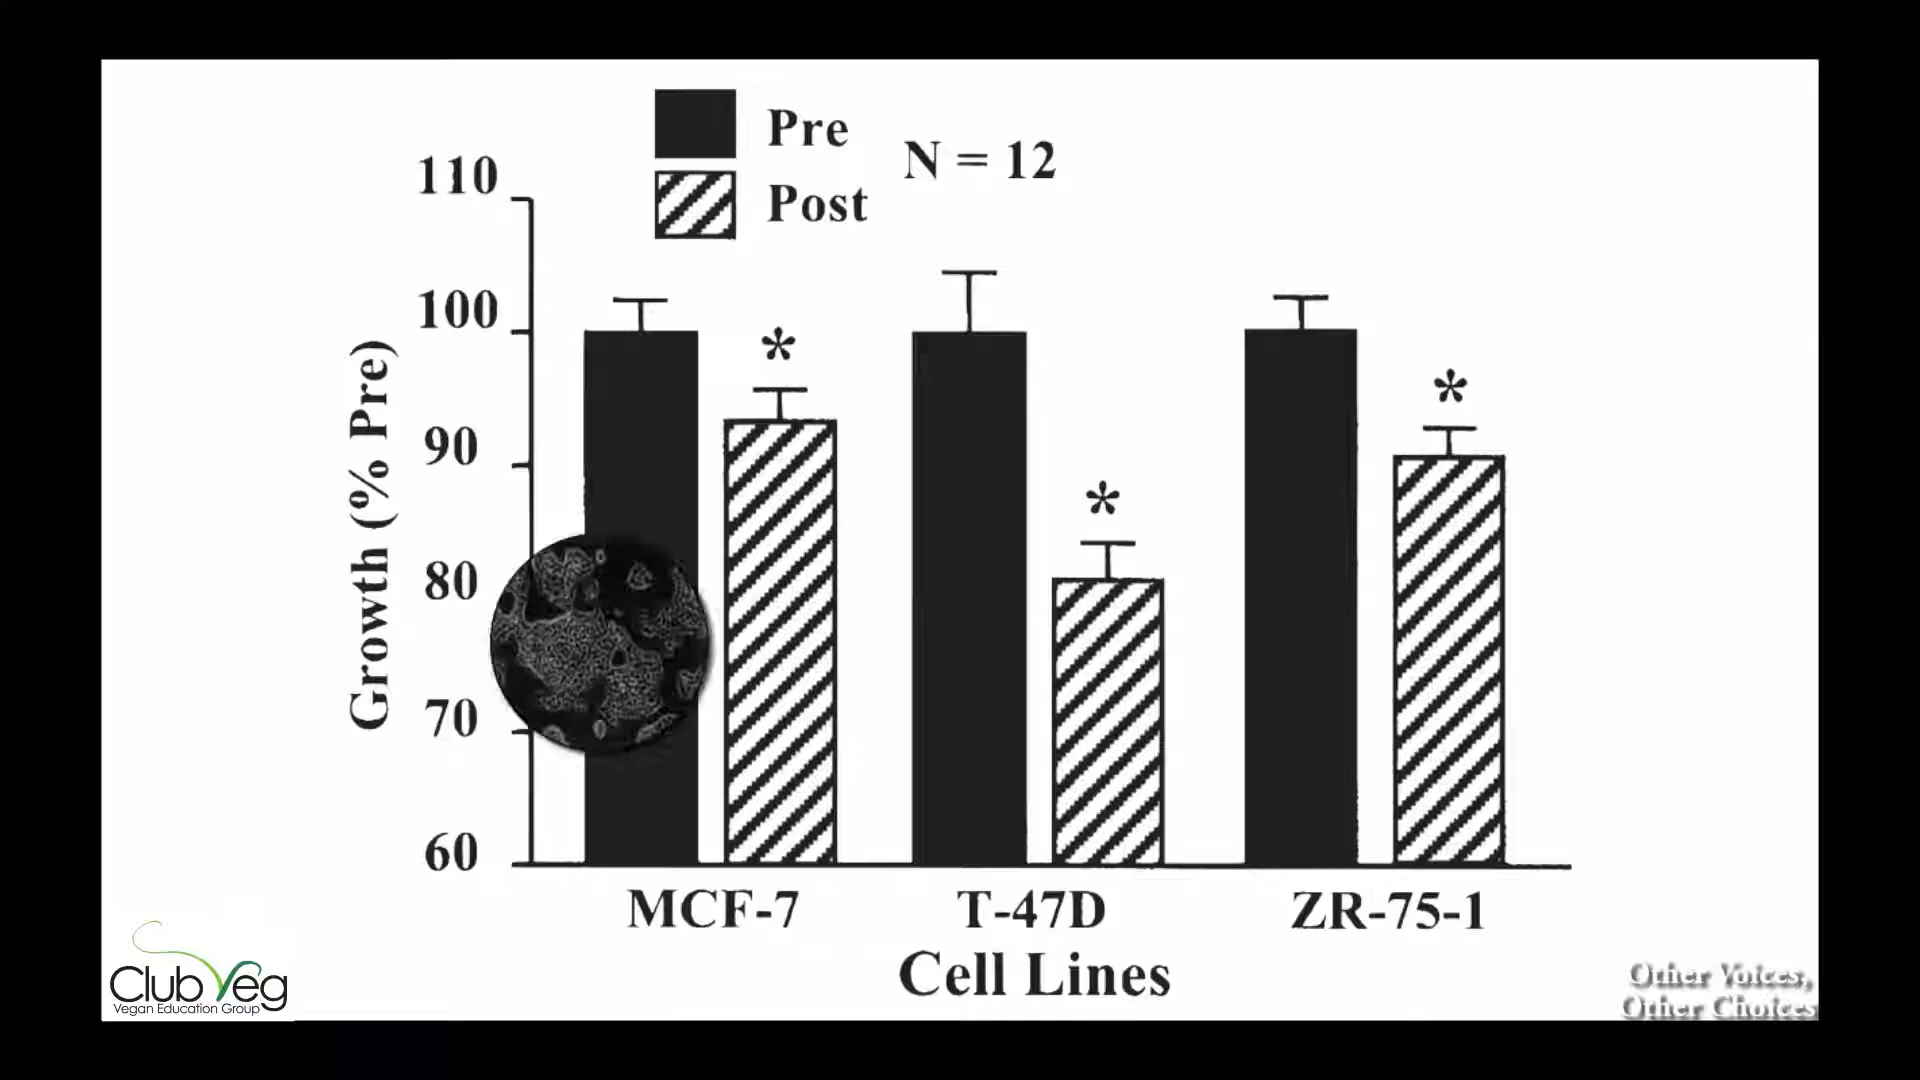 Pre
Post
N = 12
110
100
90
80
70
60
Growth (% Pre)
*
*
*
MCF-7
T-47D
ZR-75-1
Cell Lines
Club Veg
Vegan Education Group
Other Voices,
Other Choices